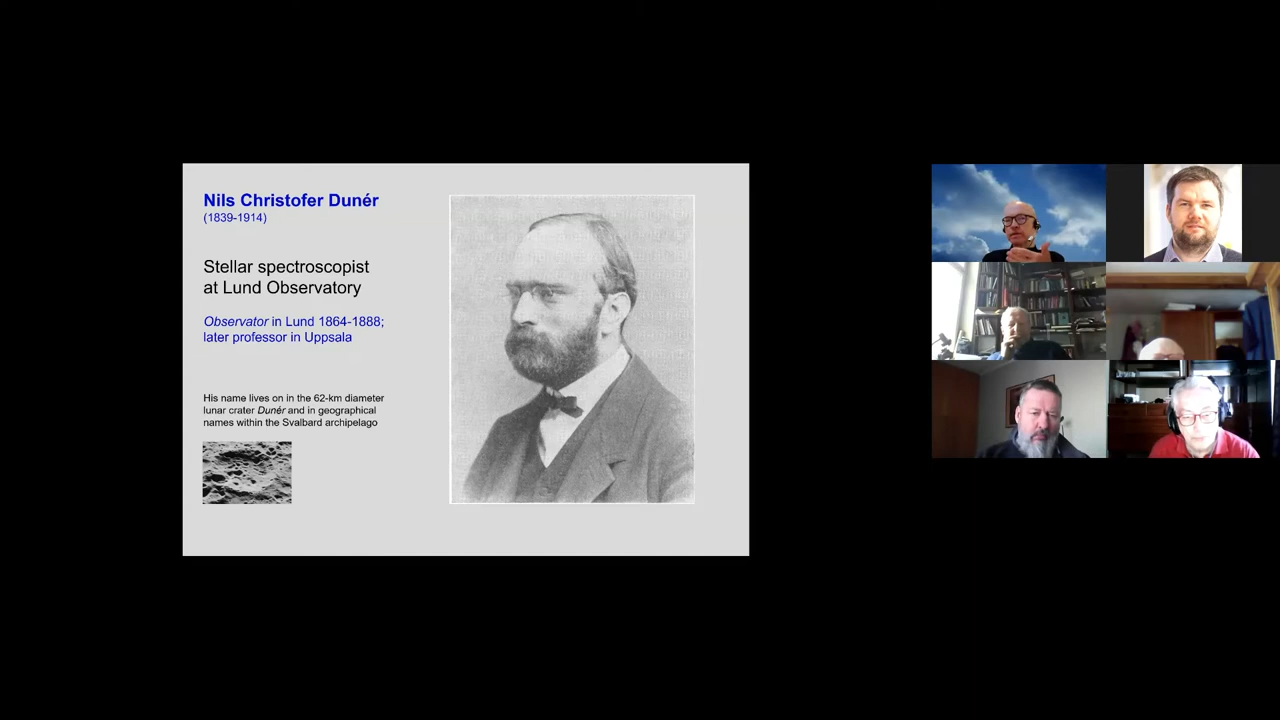 Nils Christofer Dunér
(1839-1914)
Stellar spectroscopist
at Lund Observatory
Observator in Lund 1864-1888;
later professor in Uppsala
His name lives on in the 62-km diameter
lunar crater Dunér and in geographical
names within the Svalbard archipelago